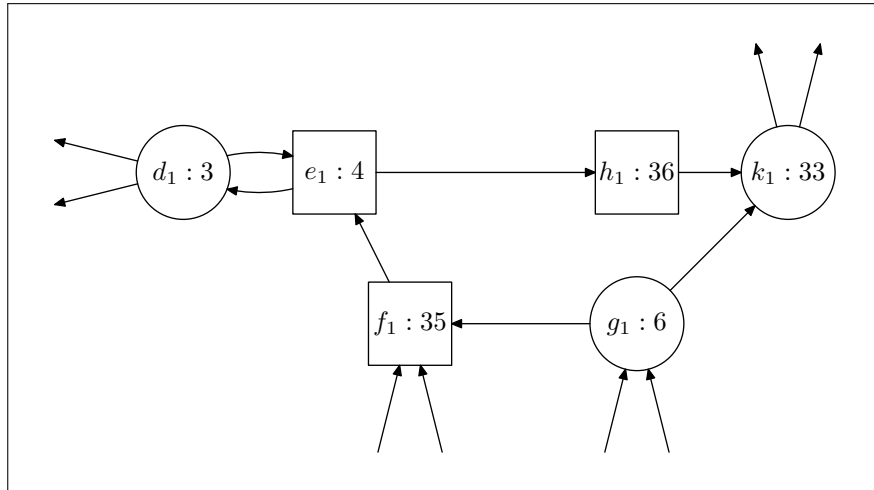 d₁ : 3
e₁ : 4
h₁ : 36
k₁ : 33
f₁ : 35
g₁ : 6